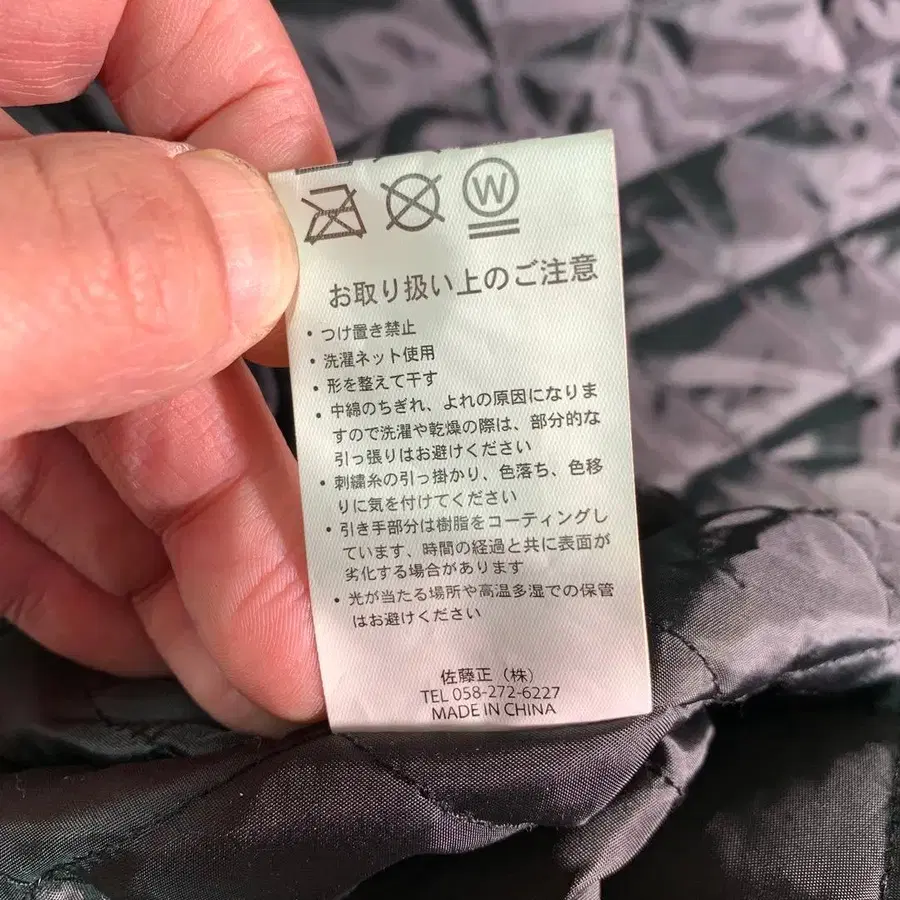 W
お取り扱い上のご注意
・つけ置き禁止
・洗濯ネット使用
・形を整えて干す
・中綿のちぎれ、よれの原因になりま
すので洗濯や乾燥の際は、部分的な
引っ張りはお避けください
・刺繍糸の引っ掛かり、色落ち、色移
りに気を付けてください
・引き手部分は樹脂をコーティングし
ています、時間の経過と共に表面が
劣化する場合があります
・光が当たる場所や高温多湿での保管
はお避けください
佐藤正（株）
TEL 058-272-6227
MADE IN CHINA